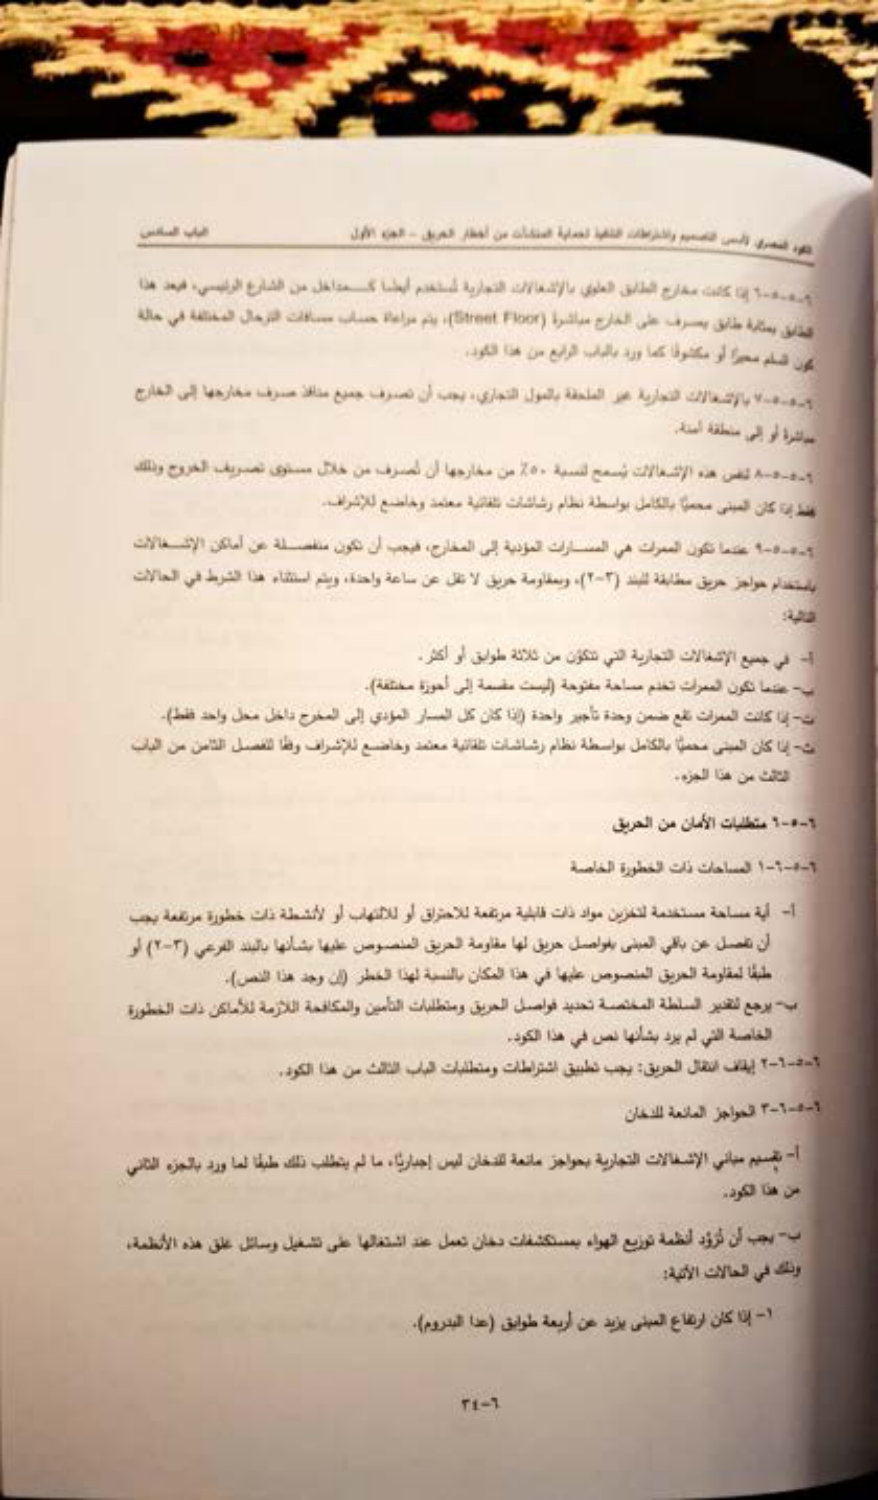 الكود المصري لأسس التصميم واشتراطات التنفيذ لحماية المنشآت من أخطار الحريق – الجزء الأول الباب السادس
٦-٥-٥-٦ إذا كانت مخارج الطابق العلوي بالإشغالات التجارية تُستخدم أيضًا كمداخل من الشارع الرئيسي، فيعد هذا
الطابق بمثابة طابق يصرف على الخارج مباشرة (Street Floor)، يتم مراعاة حساب مسافات الترحال المختلفة في حالة
كون السلم محيزًا أو مكشوفًا كما ورد بالباب الرابع من هذا الكود.
٦-٥-٥-٧ بالإشغالات التجارية غير الملحقة بالمول التجاري، يجب أن تصرف جميع منافذ صرف مخارجها إلى الخارج
مباشرةً أو إلى منطقة آمنة.
٦-٥-٥-٨ لنفس هذه الإشغالات يُسمح لنسبة ٥٠٪ من مخارجها أن تُصرف من خلال مستوى تصريف الخروج وذلك
فقط إذا كان المبنى محميًّا بالكامل بواسطة نظام رشاشات تلقائية معتمد وخاضع للإشراف.
٦-٥-٥-٩ عندما تكون الممرات هي المسارات المؤدية إلى المخارج، فيجب أن تكون منفصلة عن أماكن الإشغالات
باستخدام حواجز حريق مطابقة للبند (٣-٢)، وبمقاومة حريق لا تقل عن ساعة واحدة، ويتم استثناء هذا الشرط في الحالات
التالية:
أ- في جميع الإشغالات التجارية التي تتكوّن من ثلاثة طوابق أو أكثر.
ب- عندما تكون الممرات تخدم مساحة مفتوحة (ليست مقسمة إلى أحوزة مختلفة).
ت- إذا كانت الممرات تقع ضمن وحدة تأجير واحدة (إذا كان كل المسار المؤدي إلى المخرج داخل محل واحد فقط).
ث- إذا كان المبنى محميًّا بالكامل بواسطة نظام رشاشات تلقائية معتمد وخاضع للإشراف وفقًا للفصل الثامن من الباب
الثالث من هذا الجزء.
٦-٥-٦ متطلبات الأمان من الحريق
٦-٥-٦-١ المساحات ذات الخطورة الخاصة
أ- أية مساحة مستخدمة لتخزين مواد ذات قابلية مرتفعة للاحتراق أو للالتهاب أو لأنشطة ذات خطورة مرتفعة يجب
أن تفصل عن باقي المبنى بفواصل حريق لها مقاومة الحريق المنصوص عليها بشأنها بالبند الفرعي (٣-٢) أو
طبقًا لمقاومة الحريق المنصوص عليها في هذا المكان بالنسبة لهذا الخطر (إن وجد هذا النص).
ب- يرجع لتقدير السلطة المختصة تحديد فواصل الحريق ومتطلبات التأمين والمكافحة اللازمة للأماكن ذات الخطورة
الخاصة التي لم يرد بشأنها نص في هذا الكود.
٦-٥-٦-٢ إيقاف انتقال الحريق: يجب تطبيق اشتراطات ومتطلبات الباب الثالث من هذا الكود.
٦-٥-٦-٣ الحواجز المانعة للدخان
أ- تقسيم مباني الإشغالات التجارية بحواجز مانعة للدخان ليس إجباريًّا، ما لم يتطلب ذلك طبقًا لما ورد بالجزء الثاني
من هذا الكود.
ب- يجب أن تُزوَّد أنظمة توزيع الهواء بمستكشفات دخان تعمل عند اشتغالها على تشغيل وسائل غلق هذه الأنظمة،
وذلك في الحالات الآتية:
١- إذا كان ارتفاع المبنى يزيد عن أربعة طوابق (عدا البدروم).
٦-٣٤